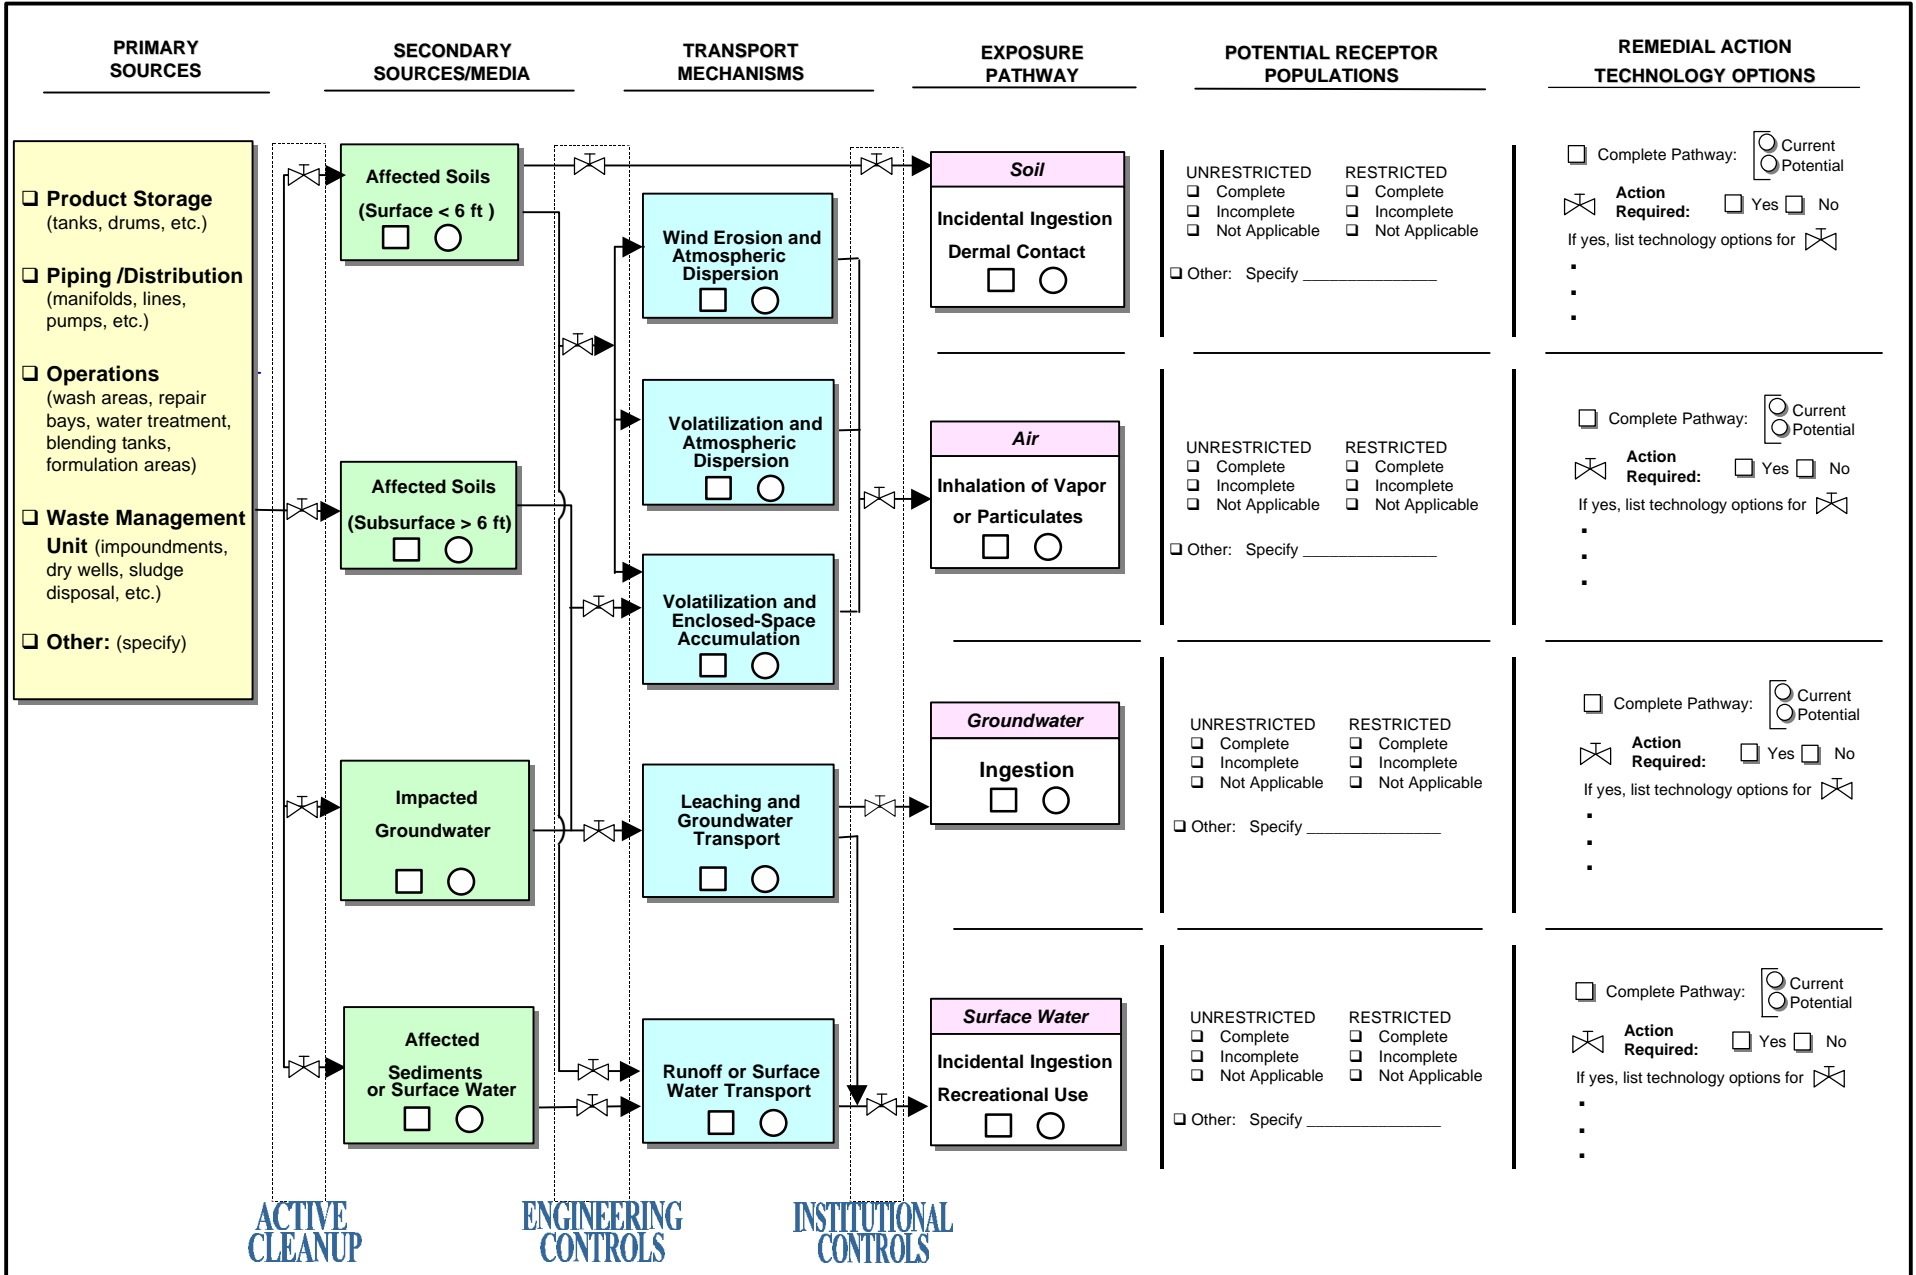 PRIMARY
SOURCES
SECONDARY
SOURCES/MEDIA
TRANSPORT
MECHANISMS
EXPOSURE
PATHWAY
POTENTIAL RECEPTOR
POPULATIONS
REMEDIAL ACTION
TECHNOLOGY OPTIONS
Product Storage
(tanks, drums, etc.)
Piping /Distribution
(manifolds, lines,
pumps, etc.)
Operations
(wash areas, repair
bays, water treatment,
blending tanks,
formulation areas)
Waste Management
Unit (impoundments,
dry wells, sludge
disposal, etc.)
Other: (specify)
Affected Soils
(Surface < 6 ft )
Affected Soils
(Subsurface > 6 ft)
Impacted
Groundwater
Affected
Sediments
or Surface Water
Wind Erosion and
Atmospheric
Dispersion
Volatilization and
Atmospheric
Dispersion
Volatilization and
Enclosed-Space
Accumulation
Leaching and
Groundwater
Transport
Runoff or Surface
Water Transport
Soil
Incidental Ingestion
Dermal Contact
Air
Inhalation of Vapor
or Particulates
Groundwater
Ingestion
Surface Water
Incidental Ingestion
Recreational Use
UNRESTRICTED RESTRICTED
Complete Complete
Incomplete Incomplete
Not Applicable Not Applicable
Other: Specify _______________
UNRESTRICTED RESTRICTED
Complete Complete
Incomplete Incomplete
Not Applicable Not Applicable
Other: Specify _______________
UNRESTRICTED RESTRICTED
Complete Complete
Incomplete Incomplete
Not Applicable Not Applicable
Other: Specify _______________
UNRESTRICTED RESTRICTED
Complete Complete
Incomplete Incomplete
Not Applicable Not Applicable
Other: Specify _______________
Complete Pathway: Current
Potential
Action
Required: Yes No
If yes, list technology options for
Complete Pathway: Current
Potential
Action
Required: Yes No
If yes, list technology options for
Complete Pathway: Current
Potential
Action
Required: Yes No
If yes, list technology options for
Complete Pathway: Current
Potential
Action
Required: Yes No
If yes, list technology options for
ACTIVE
CLEANUP
ENGINEERING
CONTROLS
INSTITUTIONAL
CONTROLS